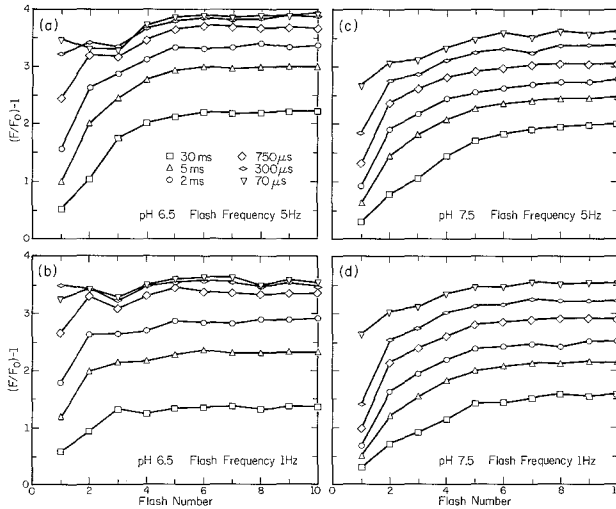 (a)
(F/F₀)-1
4
3
2
1
0
□ 30 ms
△ 5 ms
○ 2 ms
◇ 750 μs
⌂ 300 μs
▽ 70 μs
pH 6.5 Flash Frequency 5Hz
(c)
pH 7.5 Flash Frequency 5Hz
(b)
(F/F₀)-1
4
3
2
1
0
pH 6.5 Flash Frequency 1Hz
0 2 4 6 8 10
Flash Number
(d)
pH 7.5 Flash Frequency 1Hz
0 2 4 6 8
Flash Number